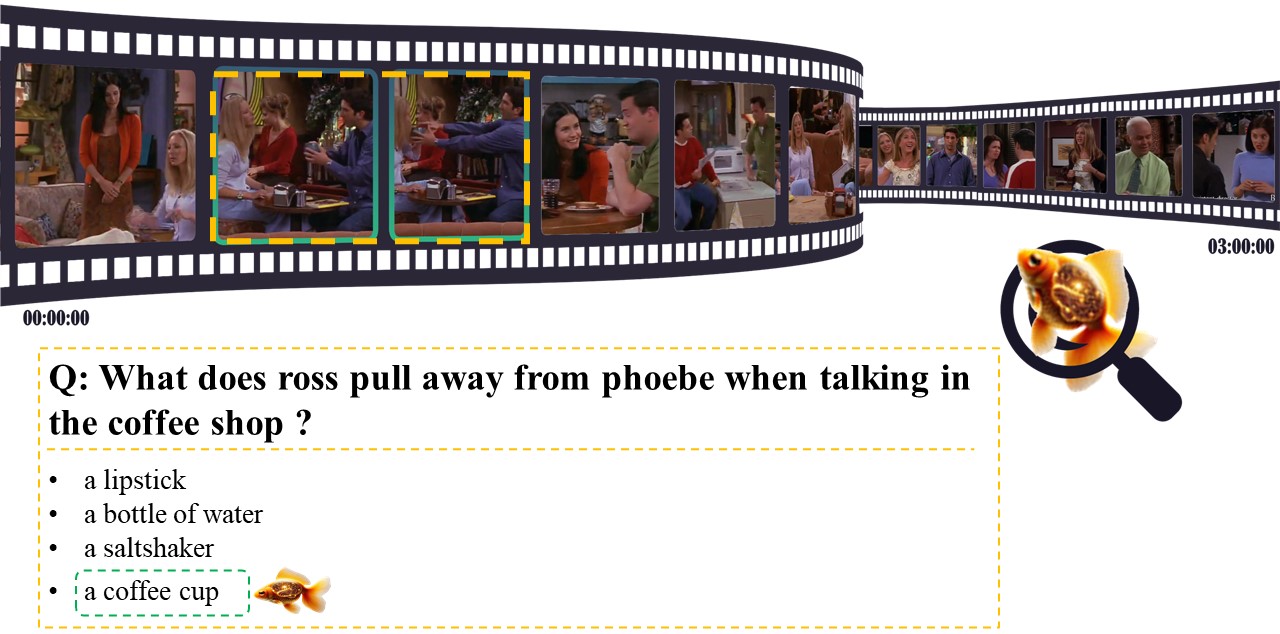 03:00:00
00:00:00
Q: What does ross pull away from phoebe when talking in
the coffee shop ?
• a lipstick
• a bottle of water
• a saltshaker
• a coffee cup